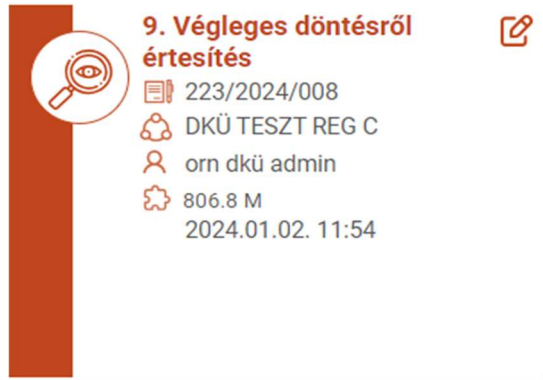 9. Végleges döntésről
értesítés
223/2024/008
DKÜ TESZT REG C
orn dkü admin
806.8 M
2024.01.02. 11:54